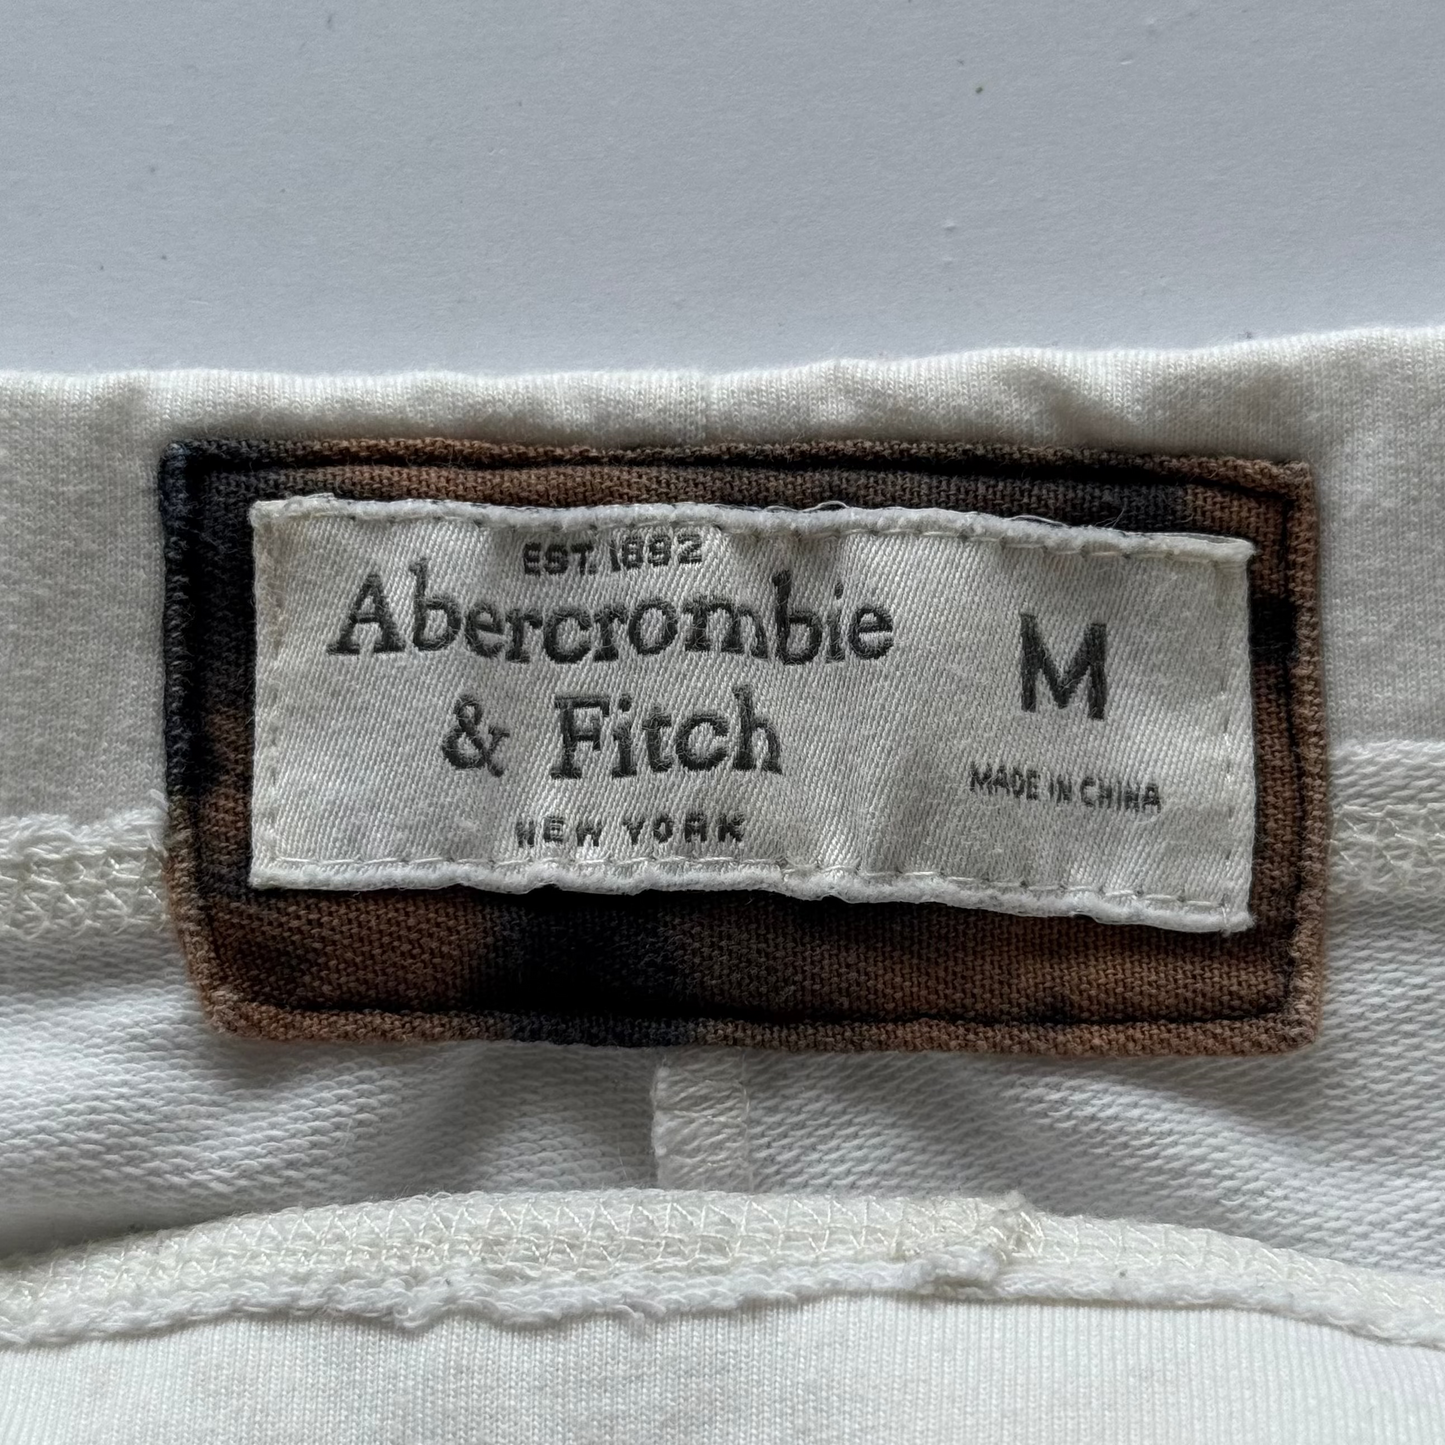 EST. 1892
Abercrombie
& Fitch
NEW YORK
M
MADE IN CHINA